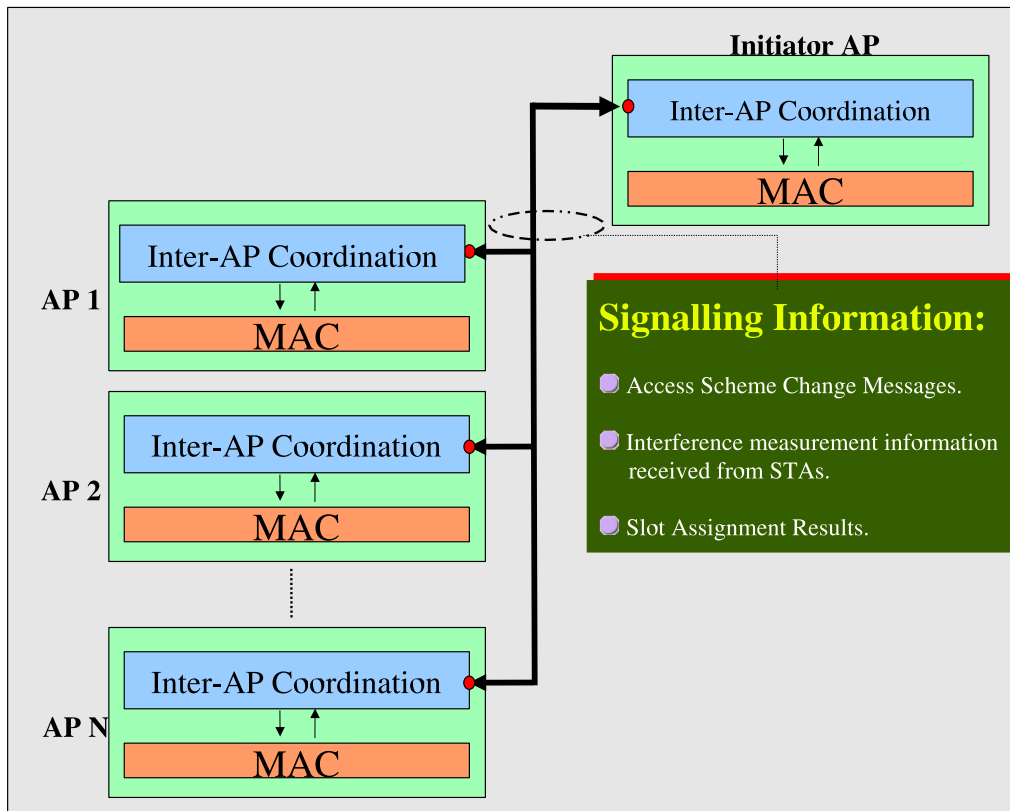 Initiator AP
Inter-AP Coordination
MAC
AP 1
Inter-AP Coordination
MAC
AP 2
Inter-AP Coordination
MAC
AP N
Inter-AP Coordination
MAC
Signalling Information:
Access Scheme Change Messages.
Interference measurement information
received from STAs.
Slot Assignment Results.